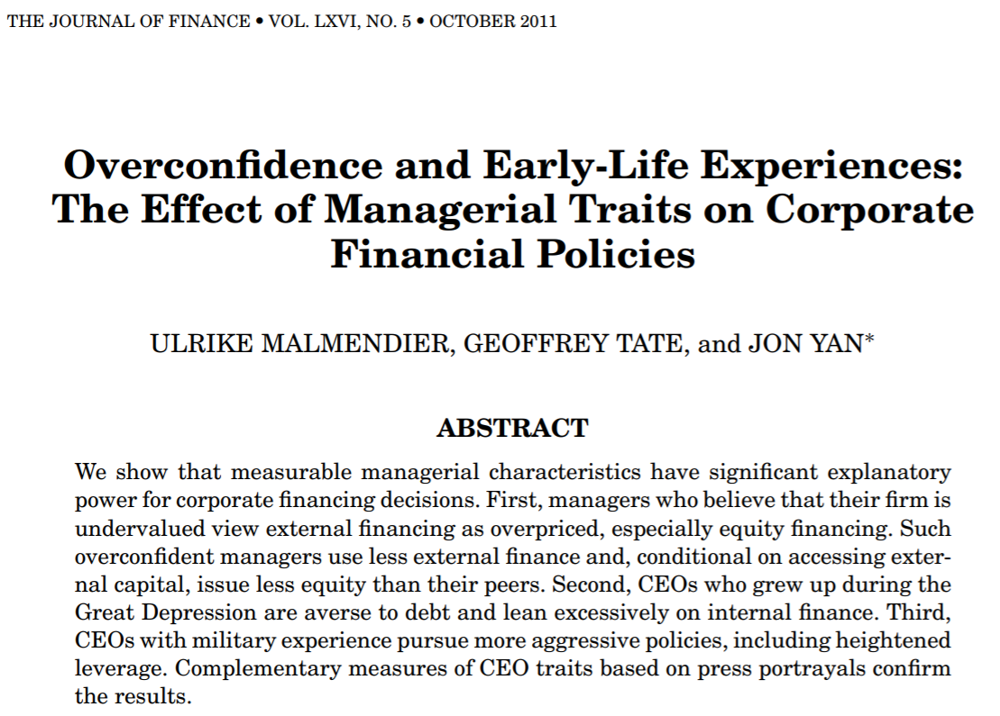 THE JOURNAL OF FINANCE • VOL. LXVI, NO. 5 • OCTOBER 2011
Overconfidence and Early-Life Experiences:
The Effect of Managerial Traits on Corporate
Financial Policies
ULRIKE MALMENDIER, GEOFFREY TATE, and JON YAN*
ABSTRACT
We show that measurable managerial characteristics have significant explanatory
power for corporate financing decisions. First, managers who believe that their firm is
undervalued view external financing as overpriced, especially equity financing. Such
overconfident managers use less external finance and, conditional on accessing exter-
nal capital, issue less equity than their peers. Second, CEOs who grew up during the
Great Depression are averse to debt and lean excessively on internal finance. Third,
CEOs with military experience pursue more aggressive policies, including heightened
leverage. Complementary measures of CEO traits based on press portrayals confirm
the results.